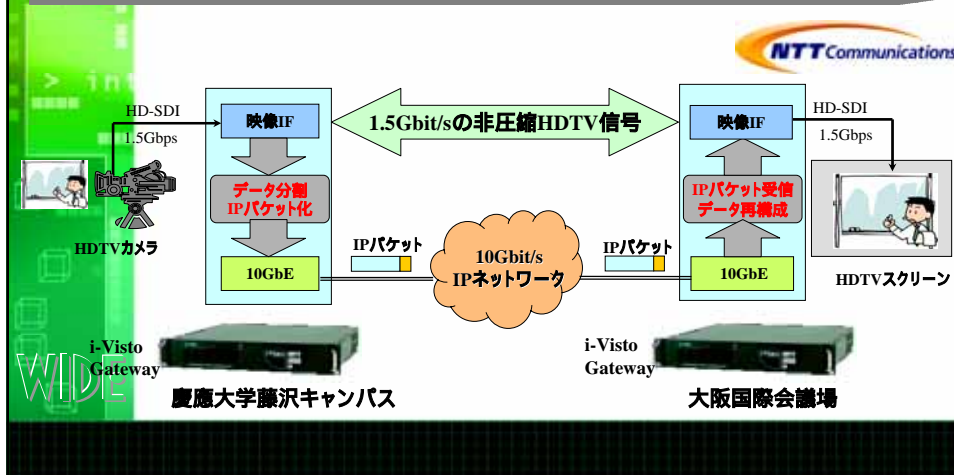 NTT Communications
> int
HD-SDI
1.5Gbps
映像IF
1.5Gbit/sの非圧縮HDTV信号
映像IF
HD-SDI
1.5Gbps
データ分割
IPパケット化
IPパケット受信
データ再構成
HDTVカメラ
IPパケット
10Gbit/s
IPネットワーク
IPパケット
10GbE
10GbE
HDTVスクリーン
i-Visto
Gateway
i-Visto
Gateway
WIDE
慶應大学藤沢キャンパス
大阪国際会議場